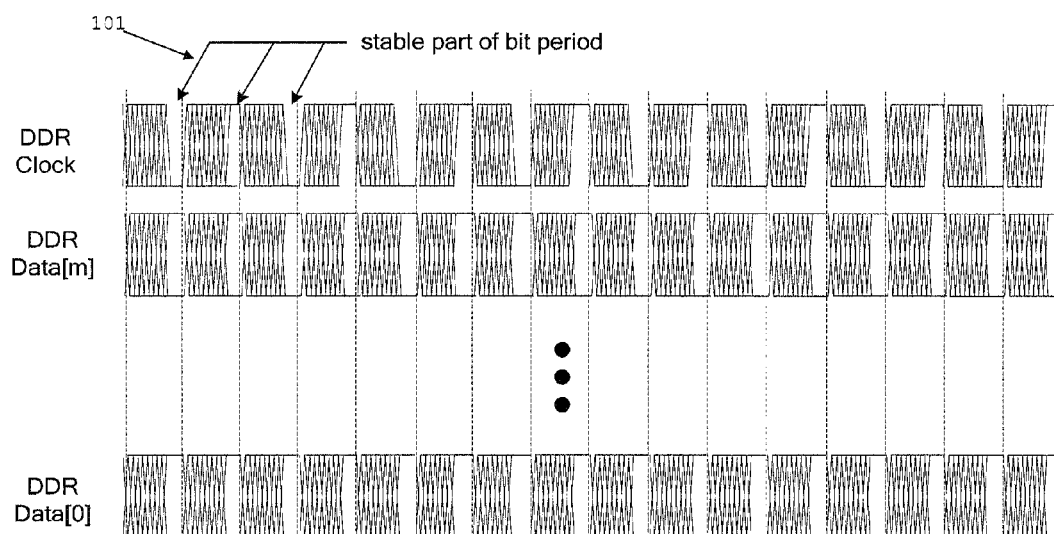 101
stable part of bit period
DDR
Clock
DDR
Data[m]
DDR
Data[0]